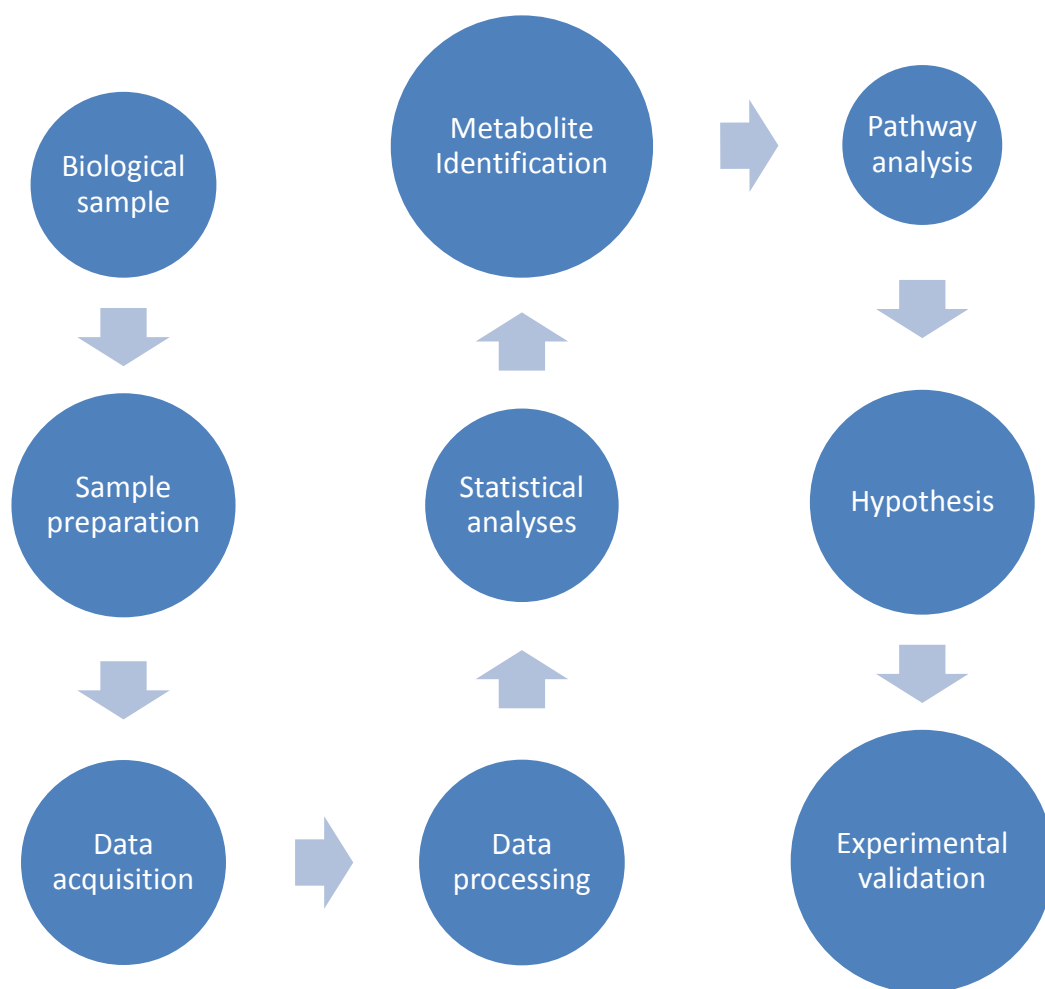 Biological
sample
Sample
preparation
Data
acquisition
Data
processing
Statistical
analyses
Metabolite
Identification
Pathway
analysis
Hypothesis
Experimental
validation